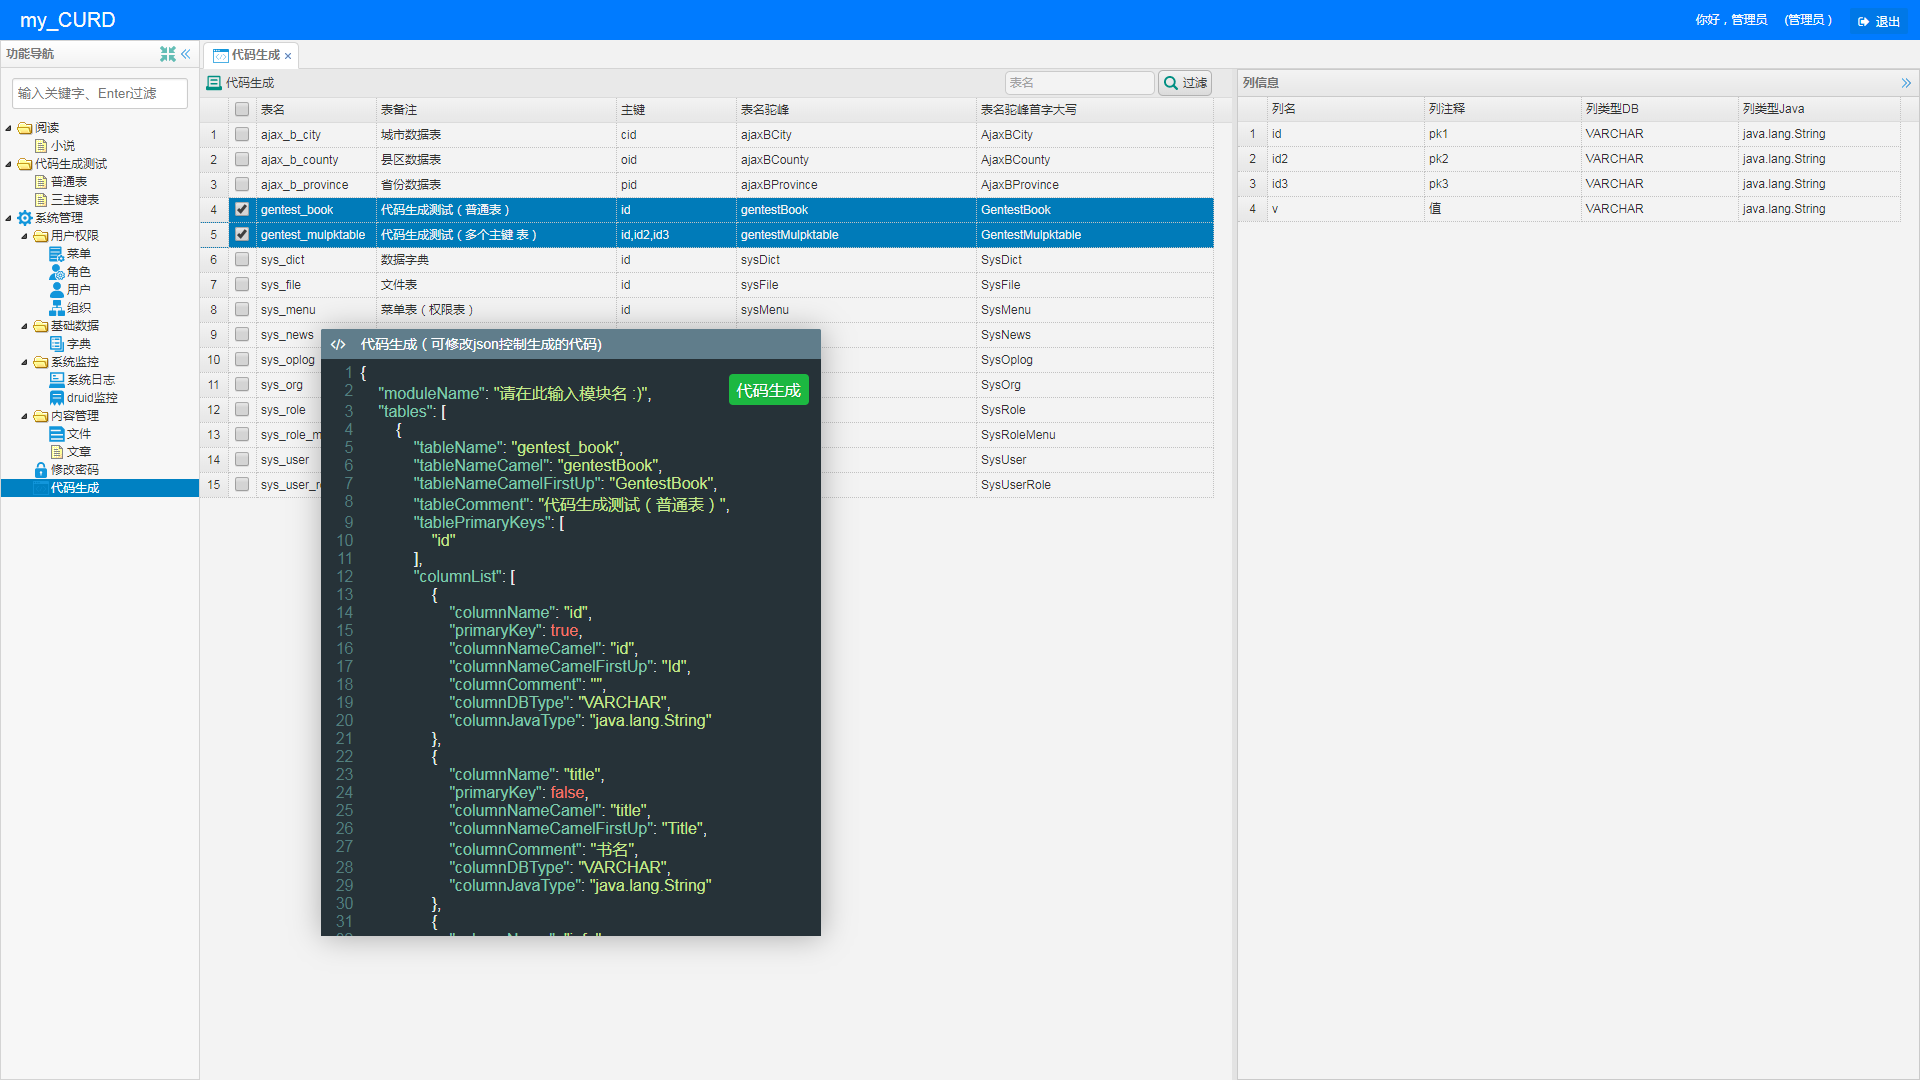 my_CURD
你好，管理员 (管理员)
退出
功能导航
输入关键字、Enter过滤
阅读
小说
代码生成测试
普通表
三主键表
系统管理
用户权限
菜单
角色
用户
组织
基础数据
字典
系统监控
系统日志
druid监控
内容管理
文件
文章
修改密码
代码生成
代码生成 ×
代码生成
表名
过滤
表名 表备注 主键 表名驼峰 表名驼峰首字大写
1 ajax_b_city 城市数据表 cid ajaxBCity AjaxBCity
2 ajax_b_county 县区数据表 oid ajaxBCounty AjaxBCounty
3 ajax_b_province 省份数据表 pid ajaxBProvince AjaxBProvince
4 gentest_book 代码生成测试（普通表） id gentestBook GentestBook
5 gentest_mulpktable 代码生成测试（多个主键 表） id,id2,id3 gentestMulpktable GentestMulpktable
6 sys_dict 数据字典 id sysDict SysDict
7 sys_file 文件表 id sysFile SysFile
8 sys_menu 菜单表（权限表） id sysMenu SysMenu
9 sys_news SysNews
10 sys_oplog SysOplog
11 sys_org SysOrg
12 sys_role SysRole
13 sys_role_m SysRoleMenu
14 sys_user SysUser
15 sys_user_r SysUserRole
</> 代码生成（可修改json控制生成的代码)
代码生成
1 {
2 "moduleName": "请在此输入模块名 :)",
3 "tables": [
4 {
5 "tableName": "gentest_book",
6 "tableNameCamel": "gentestBook",
7 "tableNameCamelFirstUp": "GentestBook",
8 "tableComment": "代码生成测试（普通表）",
9 "tablePrimaryKeys": [
10 "id"
11 ],
12 "columnList": [
13 {
14 "columnName": "id",
15 "primaryKey": true,
16 "columnNameCamel": "id",
17 "columnNameCamelFirstUp": "Id",
18 "columnComment": "",
19 "columnDBType": "VARCHAR",
20 "columnJavaType": "java.lang.String"
21 },
22 {
23 "columnName": "title",
24 "primaryKey": false,
25 "columnNameCamel": "title",
26 "columnNameCamelFirstUp": "Title",
27 "columnComment": "书名",
28 "columnDBType": "VARCHAR",
29 "columnJavaType": "java.lang.String"
30 },
31 {
列信息
列名 列注释 列类型DB 列类型Java
1 id pk1 VARCHAR java.lang.String
2 id2 pk2 VARCHAR java.lang.String
3 id3 pk3 VARCHAR java.lang.String
4 v 值 VARCHAR java.lang.String